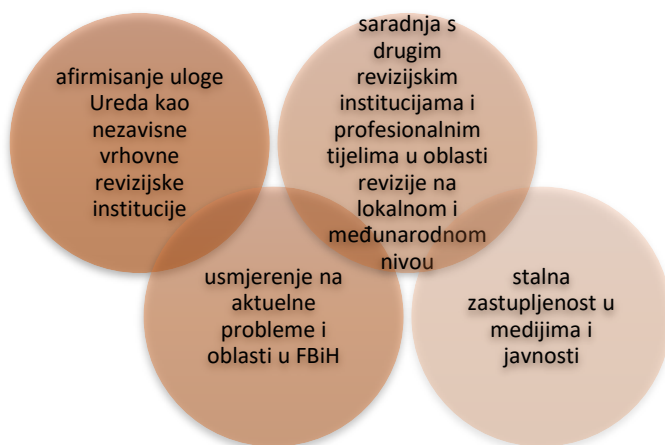 afirmisanje uloge
Ureda kao
nezavisne
vrhovne
revizijske
institucije
saradnja s
drugim
revizijskim
institucijama i
profesionalnim
tijelima u oblasti
revizije na
lokalnom i
međunarodnom
nivou
usmjerenje na
aktuelne
probleme i
oblasti u FBiH
stalna
zastupljenost u
medijima i
javnosti